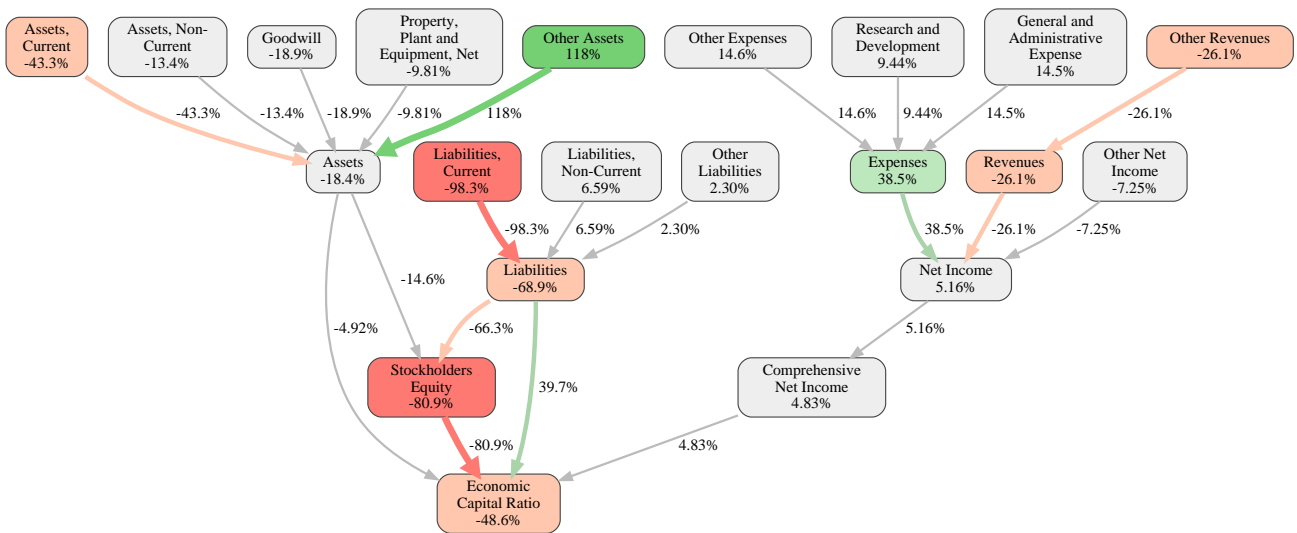 Assets,
Current
-43.3%
Assets, Non-
Current
-13.4%
Goodwill
-18.9%
Property,
Plant and
Equipment, Net
-9.81%
Other Assets
118%
Other Expenses
14.6%
Research and
Development
9.44%
General and
Administrative
Expense
14.5%
Other Revenues
-26.1%
-43.3%
-13.4%
-18.9%
-9.81%
118%
14.6%
9.44%
14.5%
-26.1%
Assets
-18.4%
Liabilities,
Current
-98.3%
Liabilities,
Non-Current
6.59%
Other
Liabilities
2.30%
Expenses
38.5%
Revenues
-26.1%
Other Net
Income
-7.25%
-98.3%
6.59%
2.30%
38.5%
-26.1%
-7.25%
Liabilities
-68.9%
Net Income
5.16%
-14.6%
-4.92%
-66.3%
5.16%
Stockholders
Equity
-80.9%
39.7%
Comprehensive
Net Income
4.83%
-80.9%
4.83%
Economic
Capital Ratio
-48.6%